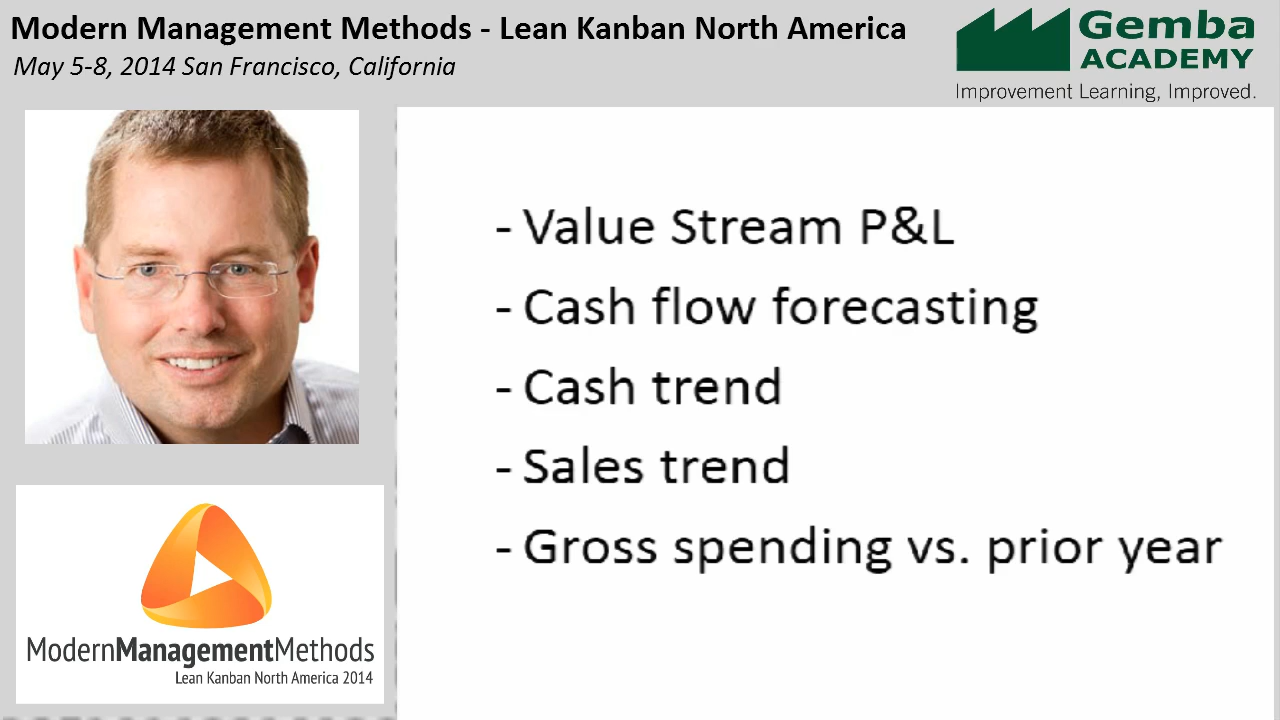 Modern Management Methods - Lean Kanban North America
May 5-8, 2014 San Francisco, California
Gemba
ACADEMY
Improvement Learning, Improved.
- Value Stream P&L
- Cash flow forecasting
- Cash trend
- Sales trend
- Gross spending vs. prior year
ModernManagementMethods
Lean Kanban North America 2014